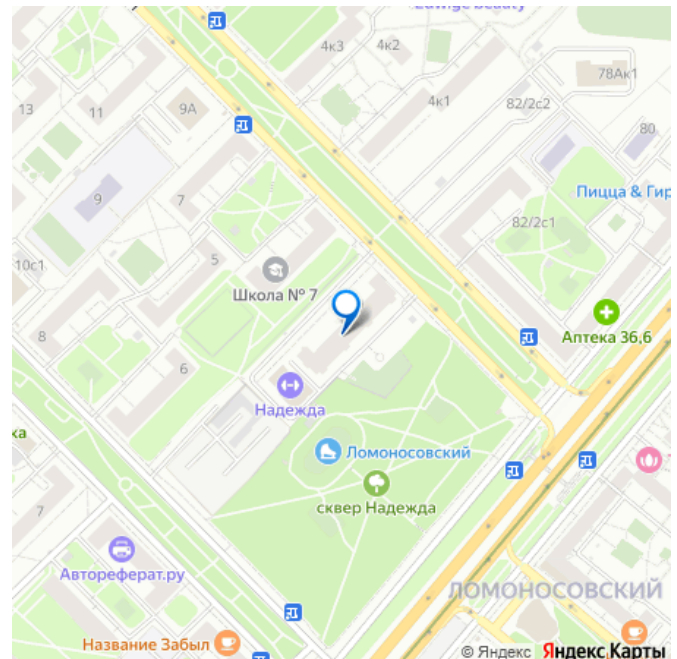 4к3
4к2
78Ак1
13
11
9А
4к1
82/2с2
80
9
7
Пицца & Гир
82/2с1
10с1
5
Школа № 7
Аптека 36,6
8
6
Надежда
Ломоносовский
сквер Надежда
7
Автореферат.ру
ЛОМОНОСОВСКИЙ
Название Забыл
© Яндекс Яндекс Карты